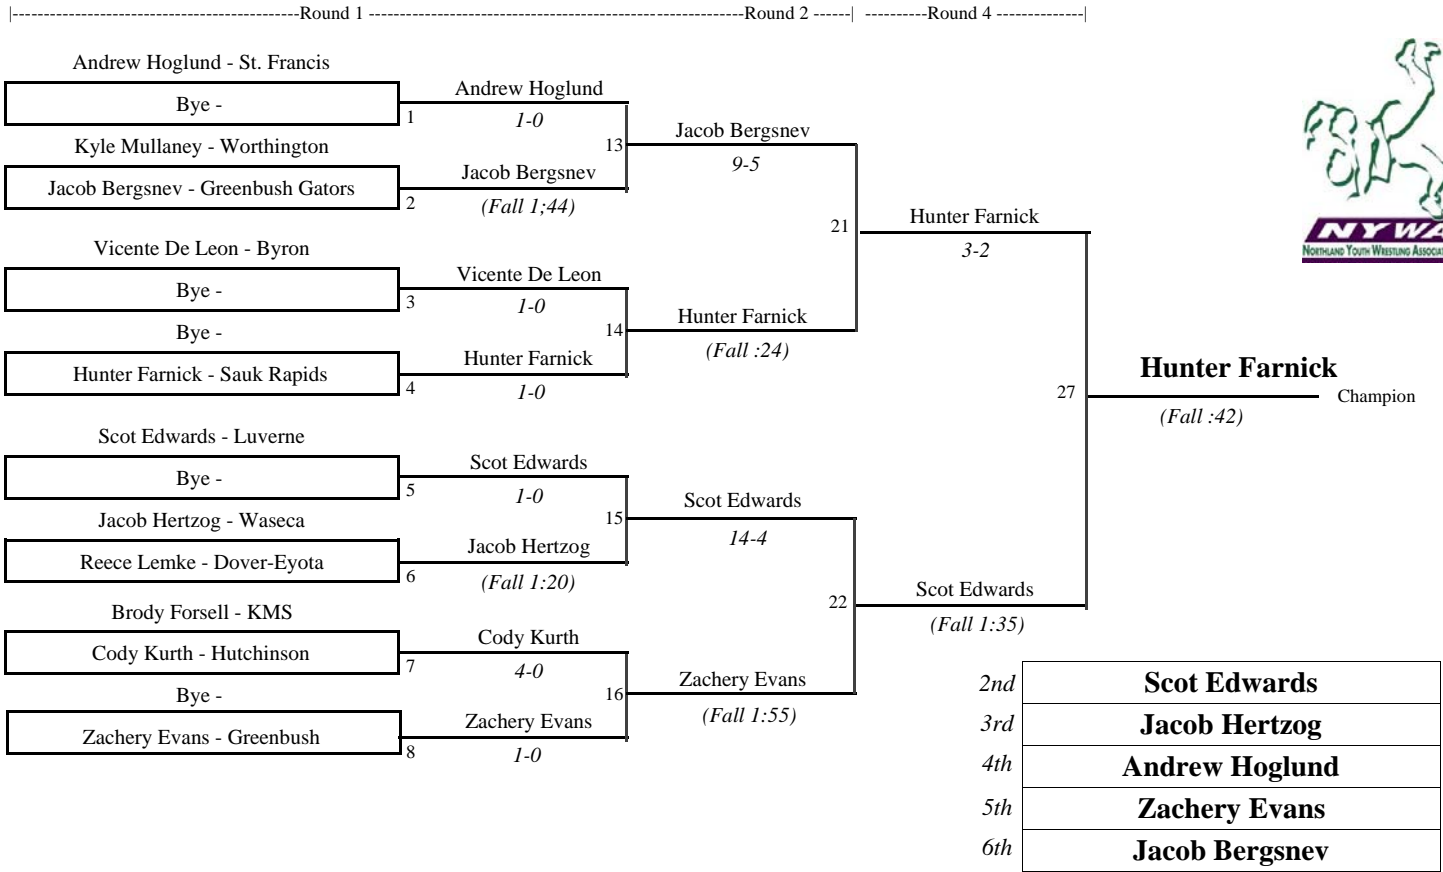 |----------------------------------------------Round 1 ------------------------------------------------------------Round 2 ------| ----------Round 4 --------------|
Andrew Hoglund - St. Francis
Bye -
1
Kyle Mullaney - Worthington
Jacob Bergsnev - Greenbush Gators
2
Vicente De Leon - Byron
Bye -
3
Bye -
Hunter Farnick - Sauk Rapids
4
Scot Edwards - Luverne
Bye -
5
Jacob Hertzog - Waseca
Reece Lemke - Dover-Eyota
6
Brody Forsell - KMS
Cody Kurth - Hutchinson
7
Bye -
Zachery Evans - Greenbush
8
Andrew Hoglund
1-0
13
Jacob Bergsnev
(Fall 1;44)
Vicente De Leon
1-0
14
Hunter Farnick
1-0
Scot Edwards
1-0
15
Jacob Hertzog
(Fall 1:20)
Cody Kurth
4-0
16
Zachery Evans
1-0
Jacob Bergsnev
9-5
21
Hunter Farnick
(Fall :24)
Scot Edwards
14-4
22
Zachery Evans
(Fall 1:55)
Hunter Farnick
3-2
27
Scot Edwards
(Fall 1:35)
Hunter Farnick
Champion
(Fall :42)
NYWA
NORTHLAND YOUTH WRESTLING
2nd Scot Edwards
3rd Jacob Hertzog
4th Andrew Hoglund
5th Zachery Evans
6th Jacob Bergsnev